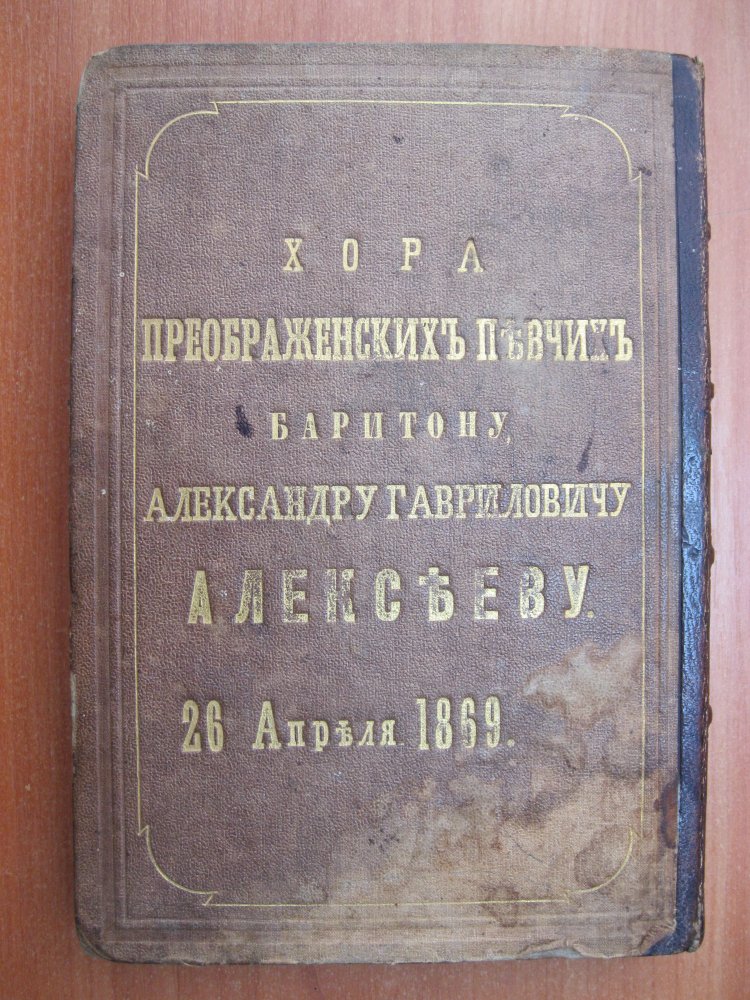 ХОРА
ПРЕОБРАЖЕНСКИХЪ ПѢВЧИХЪ
БАРИТОНУ,
АЛЕКСАНДРУ ГАВРИЛОВИЧУ
АЛЕКСѢЕВУ.
26 Апрѣля 1869.